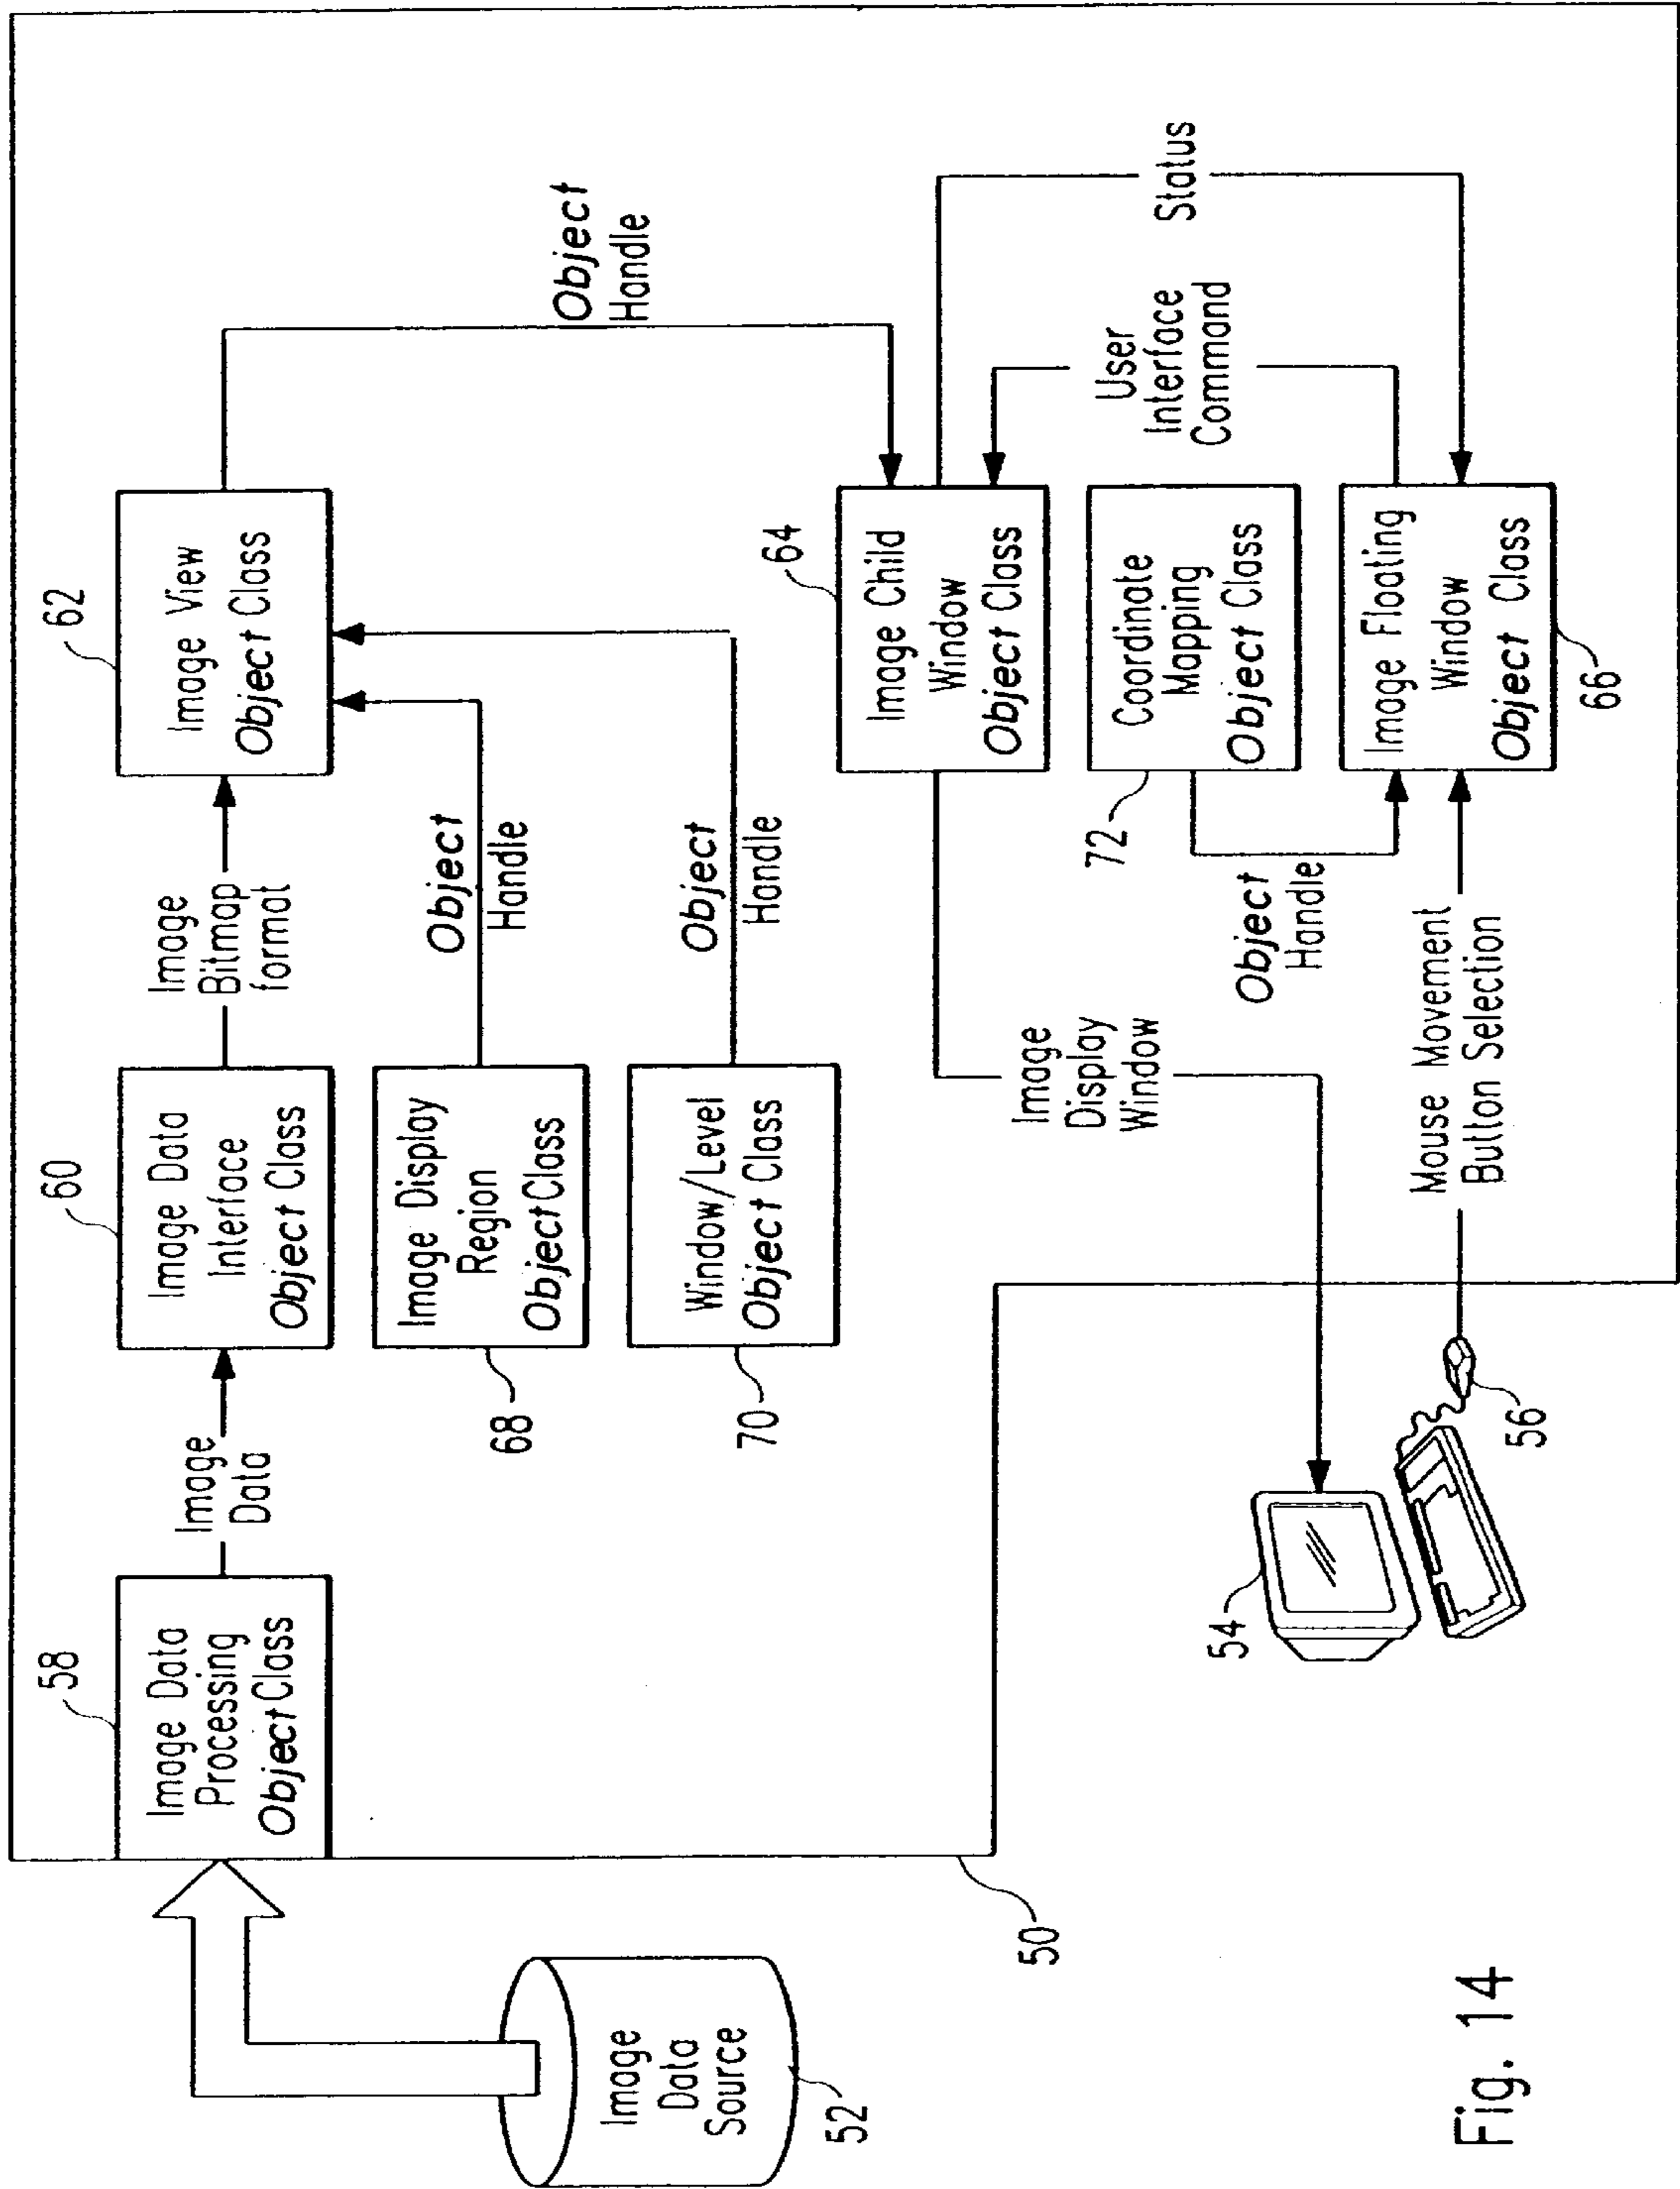 58
Image Data
Processing
Object Class
Image
Data
60
Image Data
Interface
Object Class
Image
Bitmap
format
62
Image View
Object Class
Object
Handle
68
Image Display
Region
Object Class
Object
Handle
70
Window/Level
Object Class
Object
Handle
64
Image Child
Window
Object Class
Status
User
Interface
Command
72
Coordinate
Mapping
Object Class
Object
Handle
Image Floating
Window
Object Class
66
Image
Display
Window
Mouse Movement
Button Selection
54
56
50
Image
Data
Source
52
Fig. 14